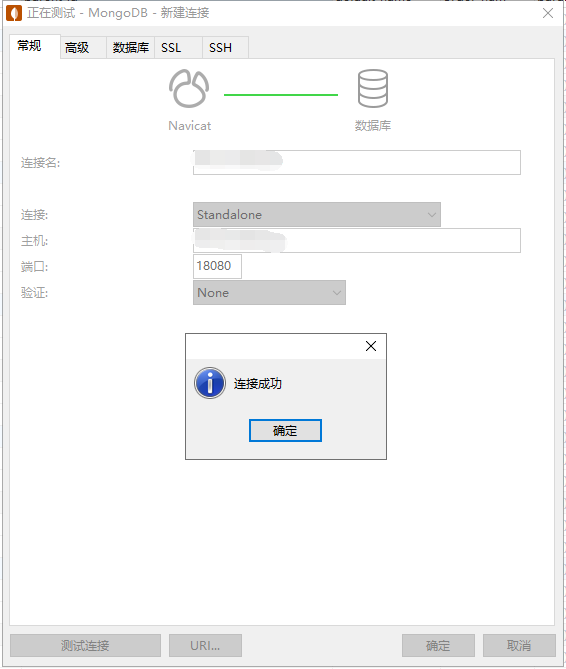 正在测试 - MongoDB - 新建连接
常规 高级 数据库 SSL SSH
Navicat 数据库
连接名:
连接: Standalone
主机:
端口: 18080
验证: None
连接成功
确定
测试连接 URI... 确定 取消